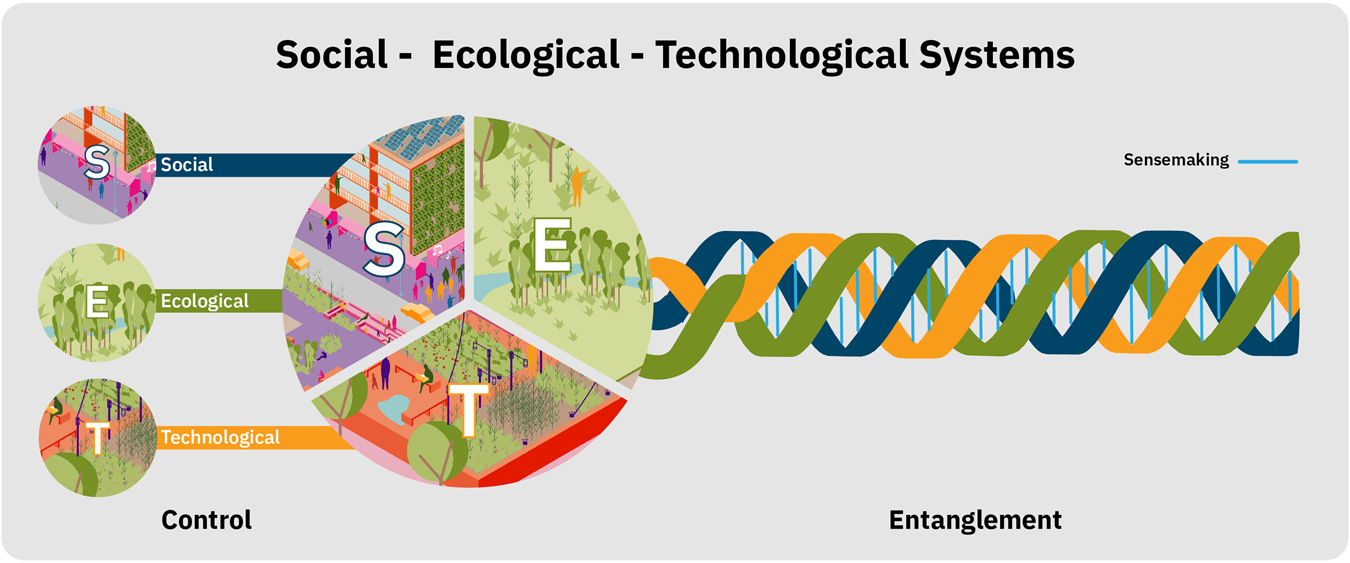 Social -  Ecological - Technological Systems
S
Social
S
E
Sensemaking
E
Ecological
T
T
Technological
Control
Entanglement